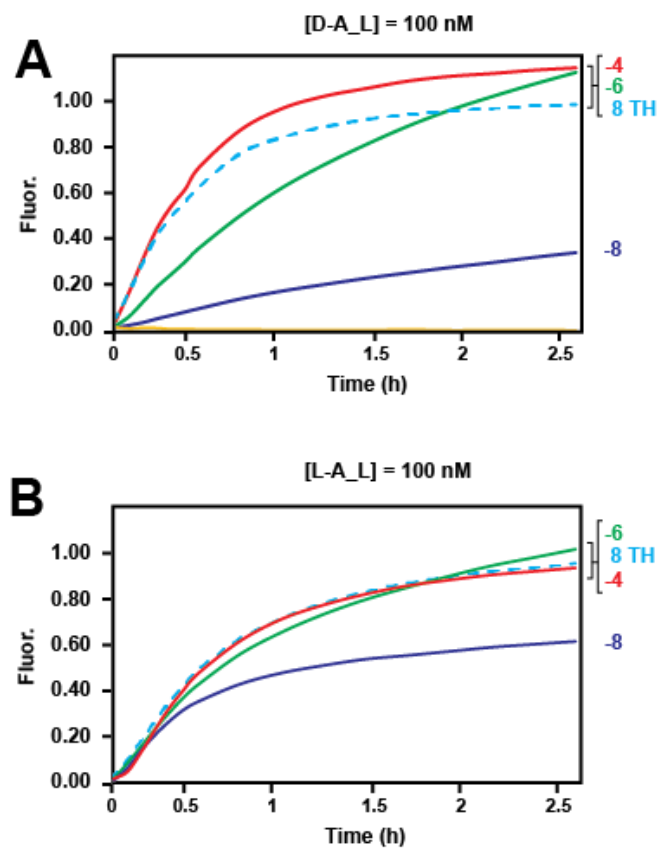 [D-A_L] = 100 nM
A
-4
-6
8 TH
1.00
0.80
0.60
0.40
0.20
0.00
Fluor.
-8
0 0.5 1 1.5 2 2.5
Time (h)
[L-A_L] = 100 nM
B
-6
8 TH
-4
1.00
0.80
0.60
0.40
0.20
0.00
Fluor.
-8
0 0.5 1 1.5 2 2.5
Time (h)